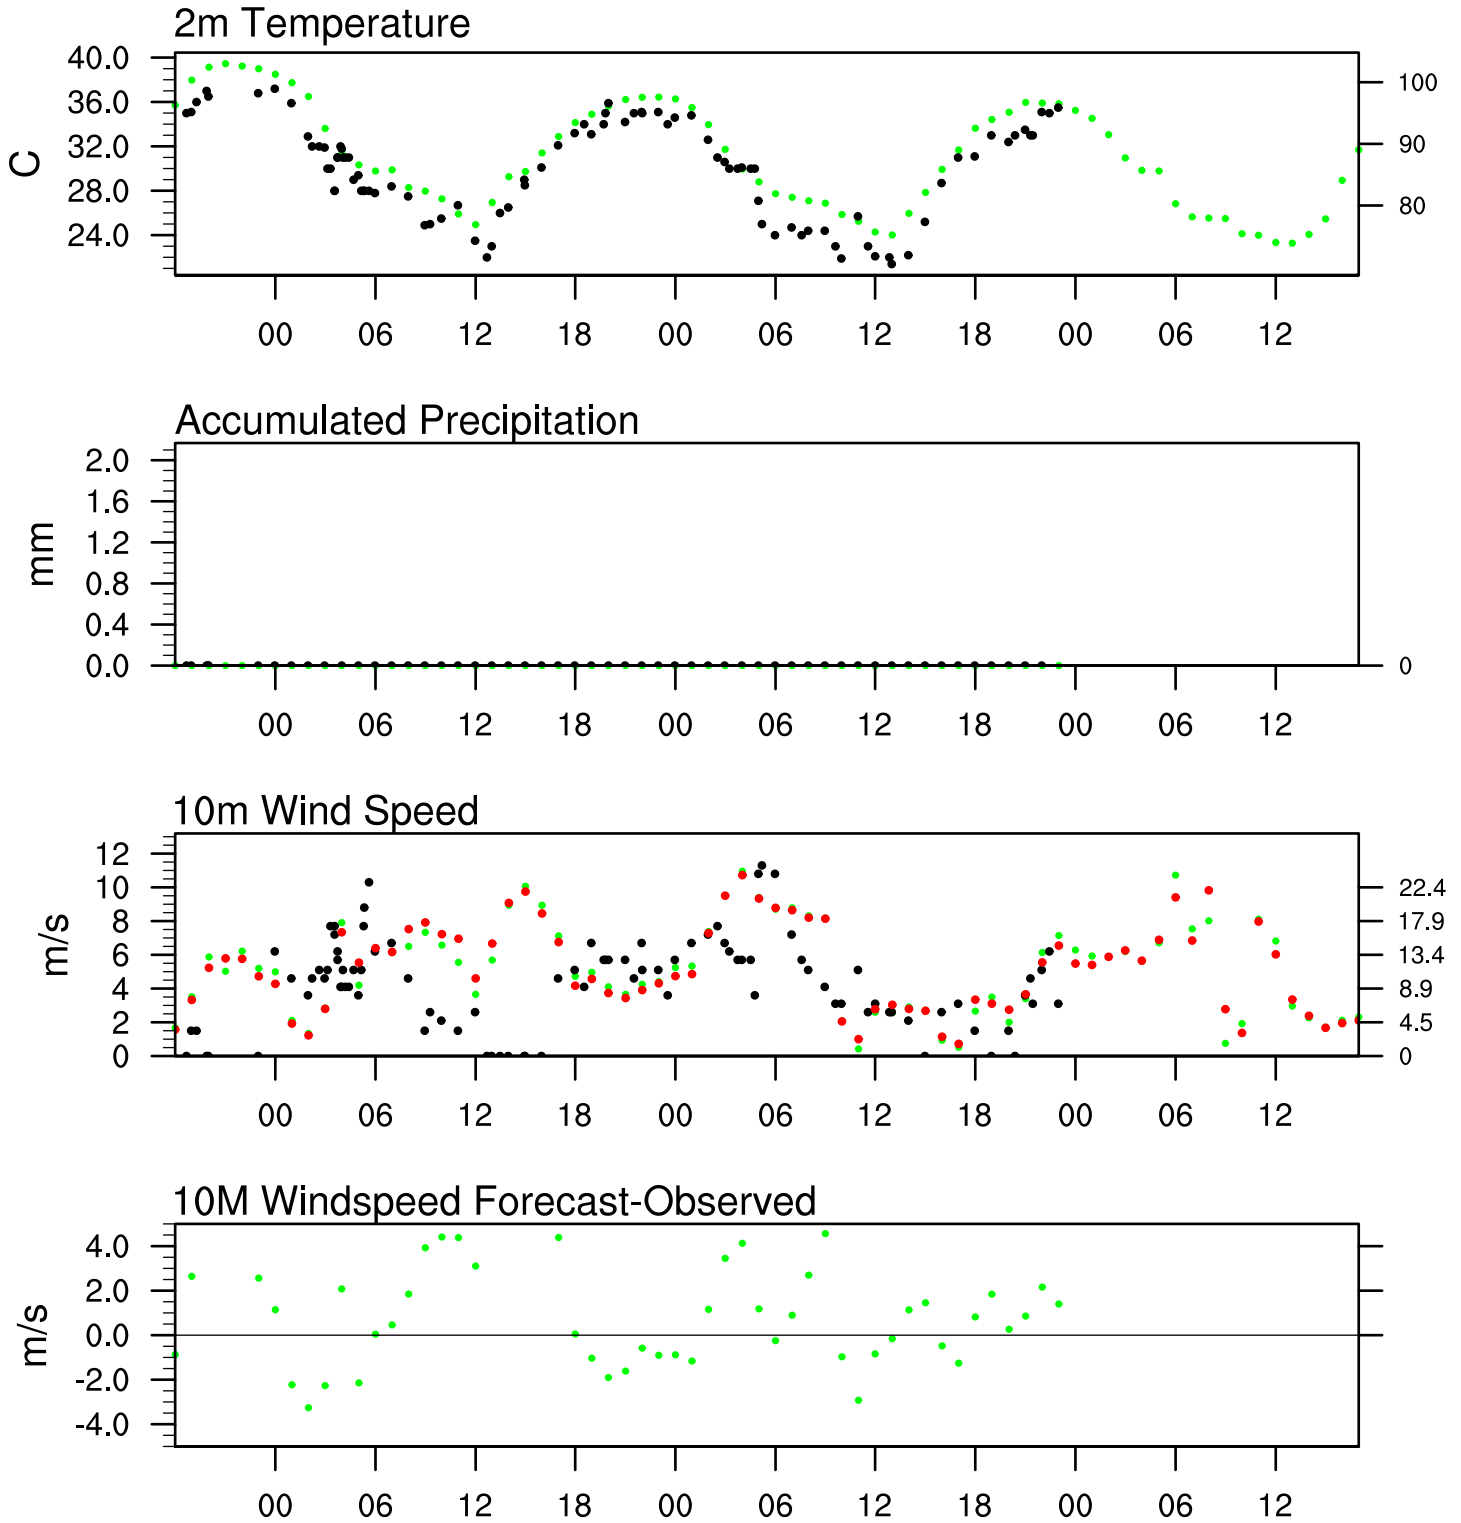 2m Temperature
40.0
36.0
32.0
28.0
24.0
C
100
90
80
00 06 12 18 00 06 12 18 00 06 12
Accumulated Precipitation
2.0
1.6
1.2
0.8
0.4
0.0
mm
0
00 06 12 18 00 06 12 18 00 06 12
10m Wind Speed
12
10
8
6
4
2
0
m/s
22.4
17.9
13.4
8.9
4.5
0
00 06 12 18 00 06 12 18 00 06 12
10M Windspeed Forecast-Observed
4.0
2.0
0.0
-2.0
-4.0
m/s
00 06 12 18 00 06 12 18 00 06 12